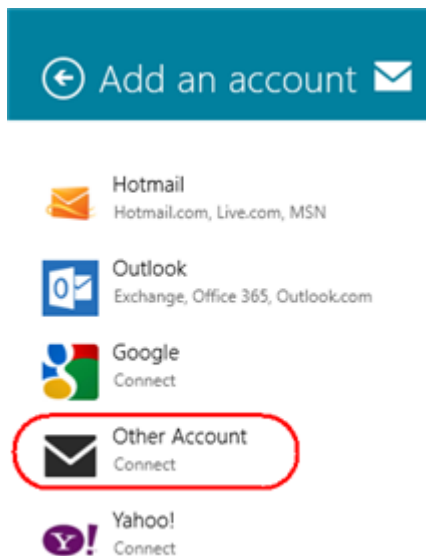 Add an account
Hotmail
Hotmail.com, Live.com, MSN
Outlook
Exchange, Office 365, Outlook.com
Google
Connect
Other Account
Connect
Yahoo!
Connect